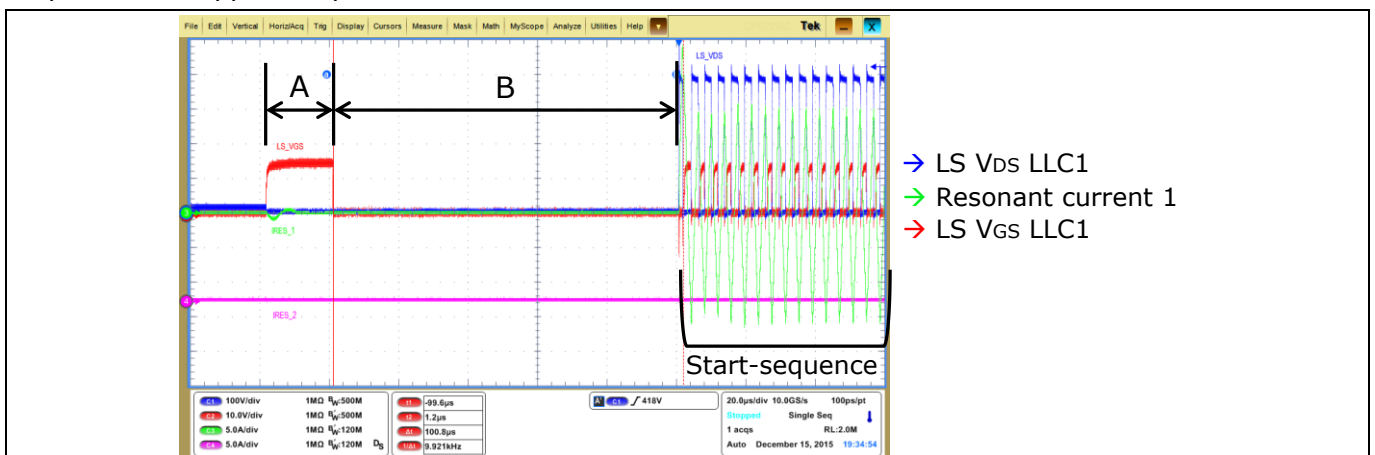 File Edit Vertical Horiz/Acq Trig Display Cursors Measure Mask Math MyScope Analyze Utilities Help Tek X
A
B
LS_VDS
LS_VGS
IRES_1
IRES_2
→ LS VDS LLC1
→ Resonant current 1
→ LS VGS LLC1
Start-sequence
C1 100V/div 1MΩ BW:500M
C2 10.0V/div 1MΩ BW:500M
C3 5.0A/div 1MΩ BW:120M
C4 5.0A/div 1MΩ BW:120M Ds
t1 -99.6µs
t2 1.2µs
Δt 100.8µs
1/Δt 9.921kHz
A' C1 ∫ 418V
20.0µs/div 10.0GS/s 100ps/pt
Stopped Single Seq
1 acqs RL:2.0M
Auto December 15, 2015 19:34:54